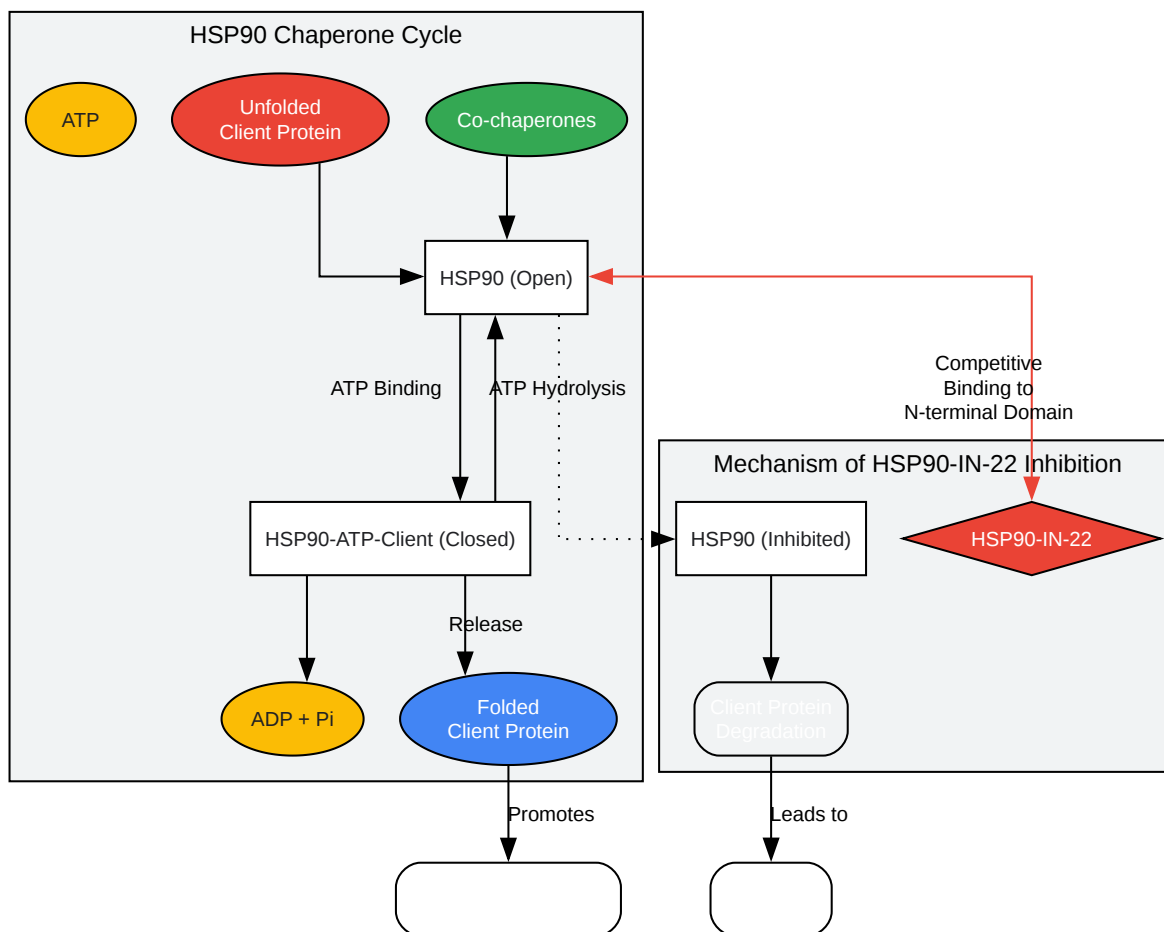 HSP90 Chaperone Cycle
ATP
Unfolded
Client Protein
Co-chaperones
HSP90 (Open)
ATP Binding
ATP Hydrolysis
Competitive
Binding to
N-terminal Domain
Mechanism of HSP90-IN-22 Inhibition
HSP90-ATP-Client (Closed)
HSP90 (Inhibited)
HSP90-IN-22
Release
ADP + Pi
Folded
Client Protein
Client Protein
Degradation
Promotes
Leads to